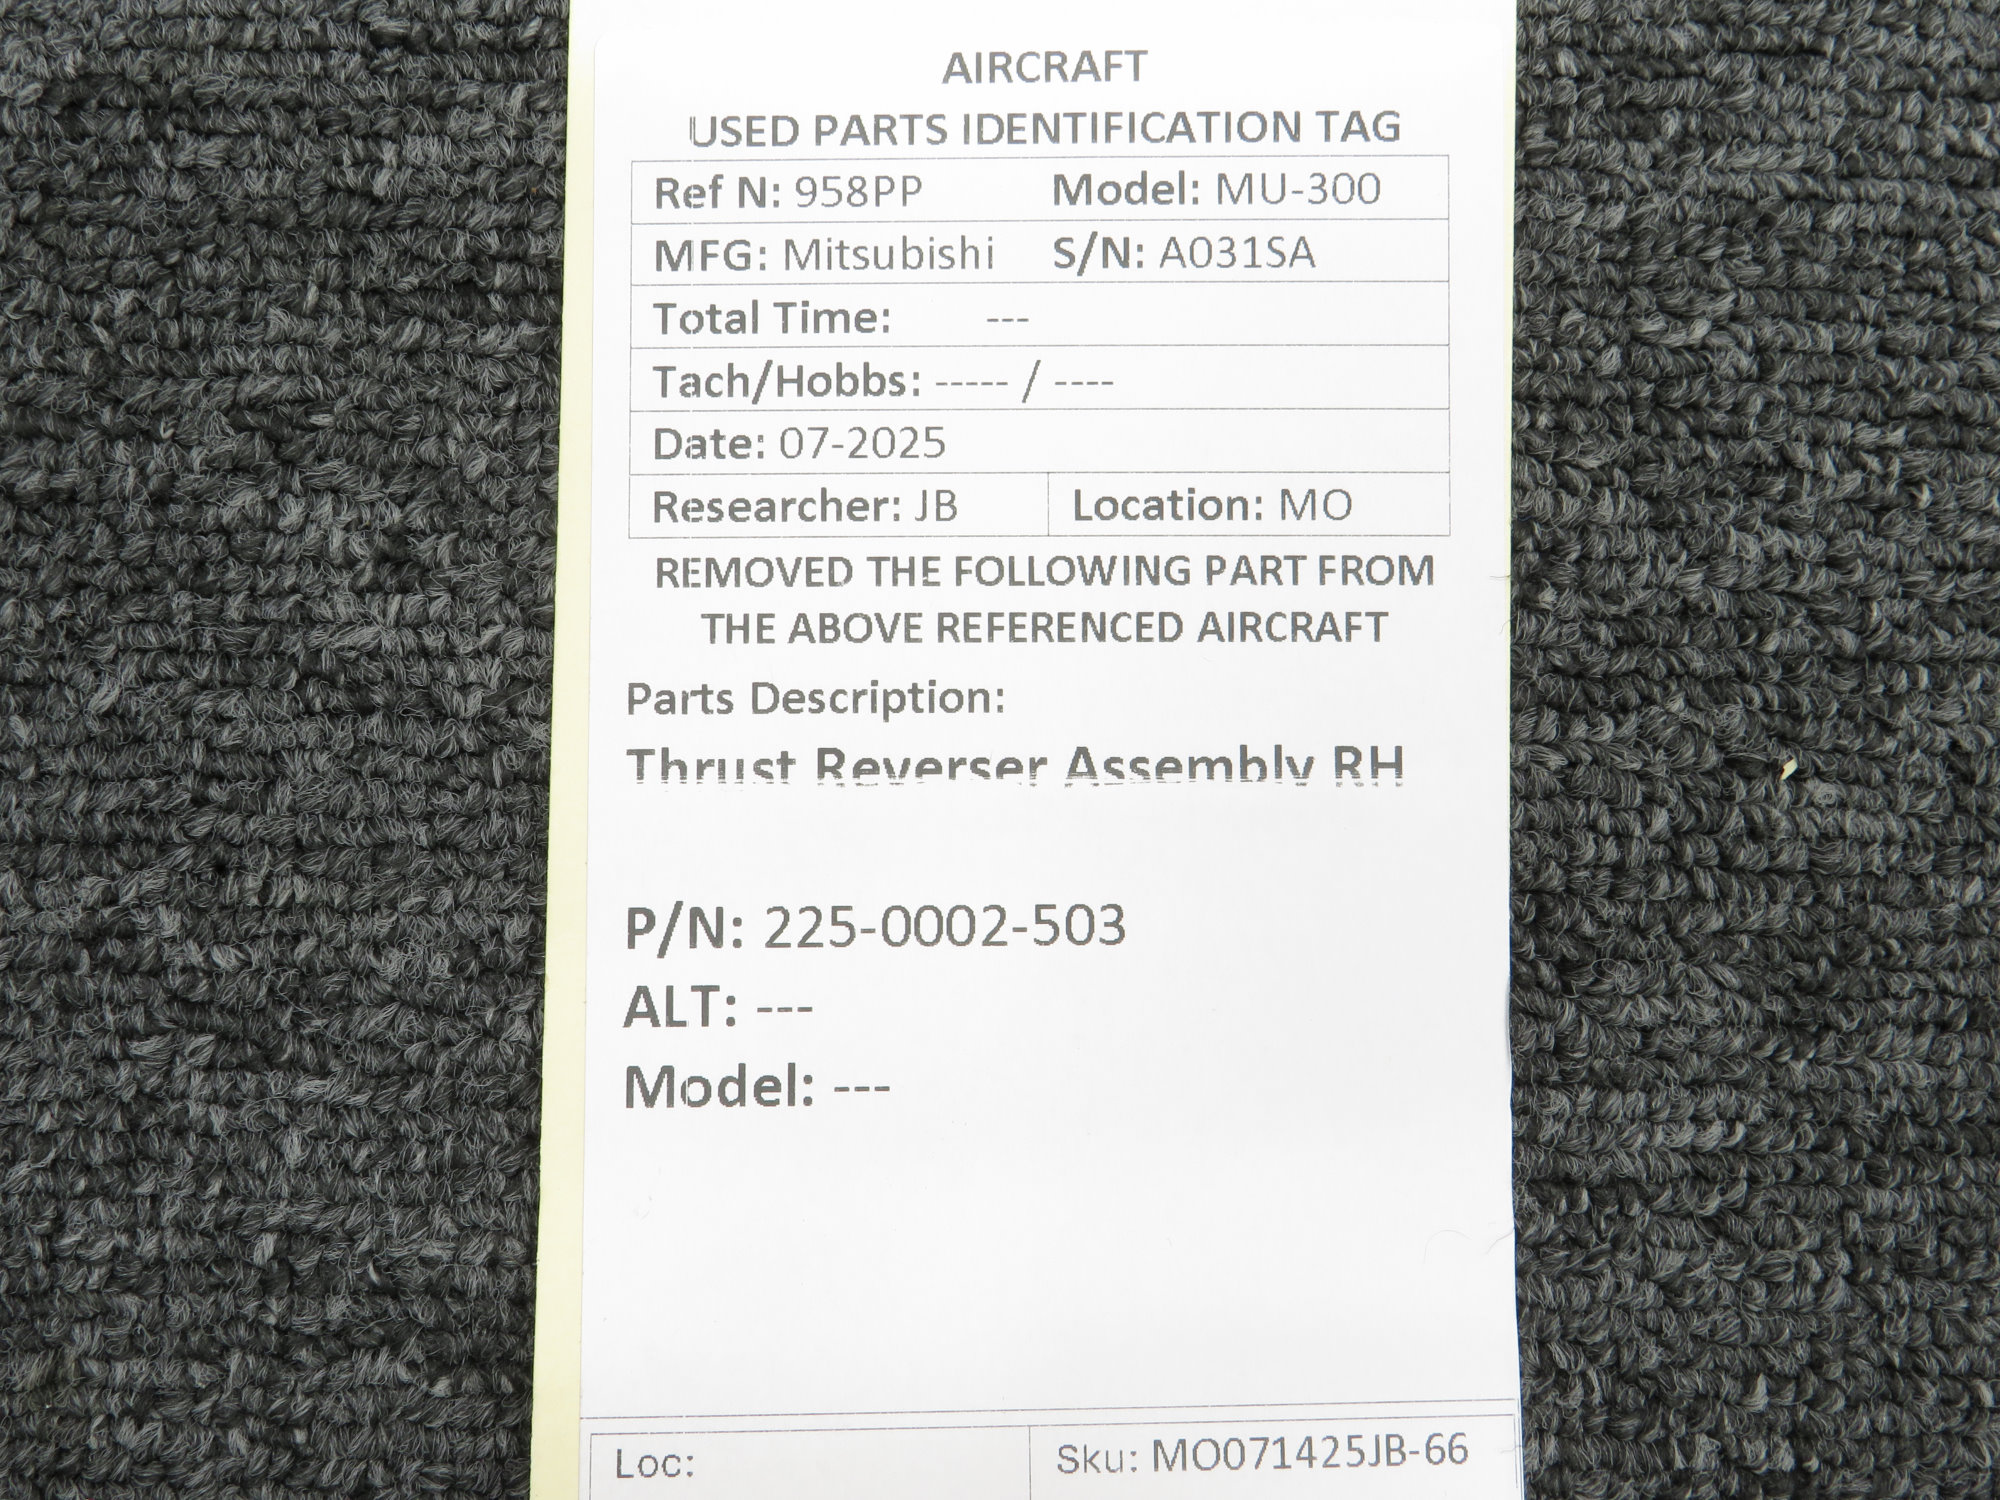 AIRCRAFT
USED PARTS IDENTIFICATION TAG
Ref N: 958PP Model: MU-300
MFG: Mitsubishi S/N: A031SA
Total Time: ---
Tach/Hobbs: ----- / ----
Date: 07-2025
Researcher: JB Location: MO
REMOVED THE FOLLOWING PART FROM
THE ABOVE REFERENCED AIRCRAFT
Parts Description:
Thrust Reverser Assembly RH
P/N: 225-0002-503
ALT: ---
Model: ---
Loc: Sku: MO071425JB-66